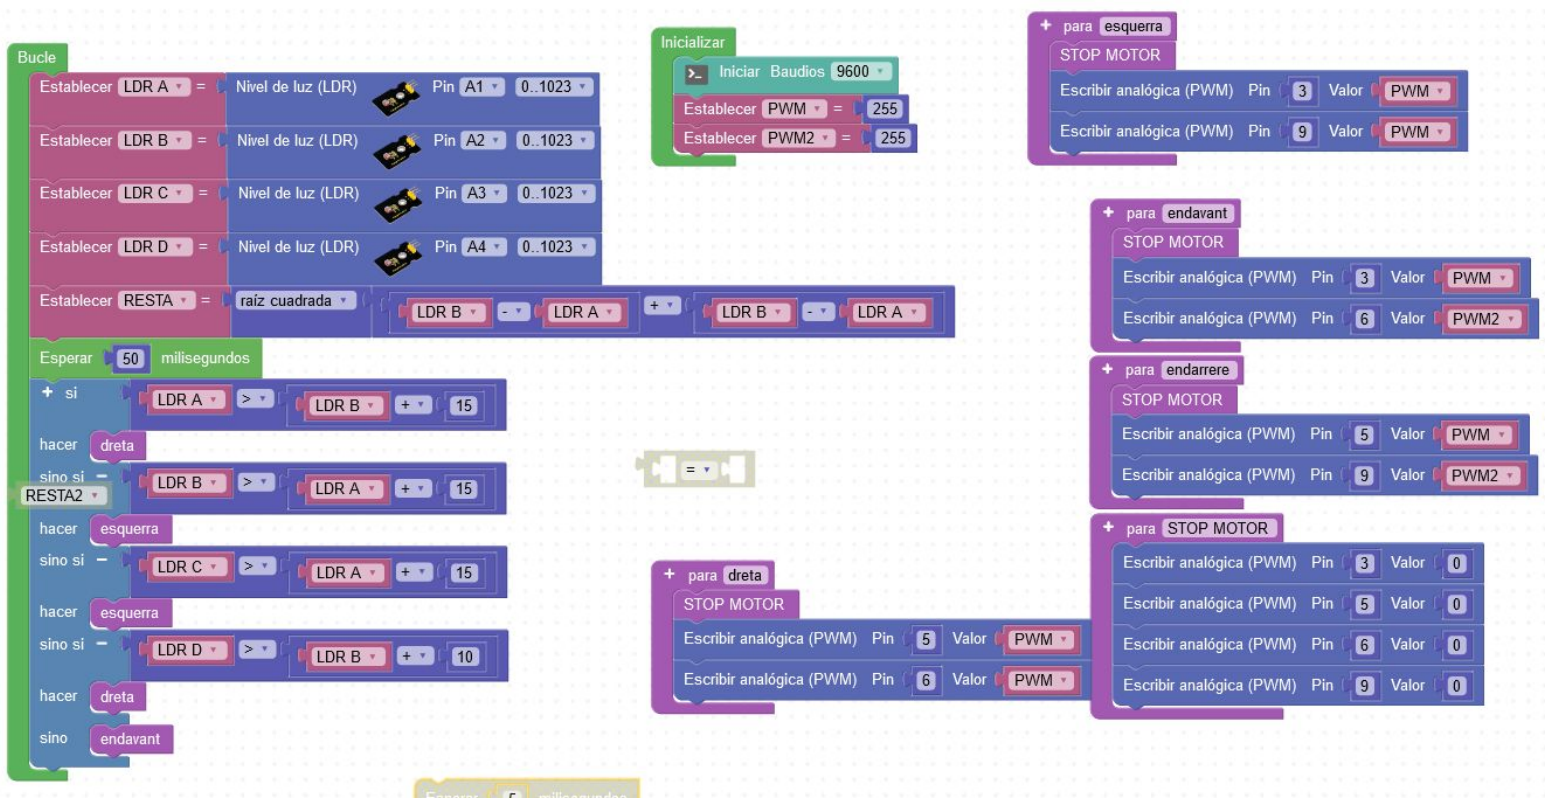 Bucle
Establecer LDR A = Nivel de luz (LDR) Pin A1 0..1023
Establecer LDR B = Nivel de luz (LDR) Pin A2 0..1023
Establecer LDR C = Nivel de luz (LDR) Pin A3 0..1023
Establecer LDR D = Nivel de luz (LDR) Pin A4 0..1023
Establecer RESTA = raíz cuadrada LDR B - LDR A + LDR B - LDR A
Esperar 50 milisegundos
+ si LDR A > LDR B + 15
hacer dreta
sino si − LDR B > LDR A + 15
RESTA2
hacer esquerra
sino si − LDR C > LDR A + 15
hacer esquerra
sino si − LDR D > LDR B + 10
hacer dreta
sino endavant
Inicializar
Iniciar Baudios 9600
Establecer PWM = 255
Establecer PWM2 = 255
=
+ para dreta
STOP MOTOR
Escribir analógica (PWM) Pin 5 Valor PWM
Escribir analógica (PWM) Pin 6 Valor PWM
Esperar 5 milisegundos
+ para esquerra
STOP MOTOR
Escribir analógica (PWM) Pin 3 Valor PWM
Escribir analógica (PWM) Pin 9 Valor PWM
+ para endavant
STOP MOTOR
Escribir analógica (PWM) Pin 3 Valor PWM
Escribir analógica (PWM) Pin 6 Valor PWM2
+ para endarrere
STOP MOTOR
Escribir analógica (PWM) Pin 5 Valor PWM
Escribir analógica (PWM) Pin 9 Valor PWM2
+ para STOP MOTOR
Escribir analógica (PWM) Pin 3 Valor 0
Escribir analógica (PWM) Pin 5 Valor 0
Escribir analógica (PWM) Pin 6 Valor 0
Escribir analógica (PWM) Pin 9 Valor 0